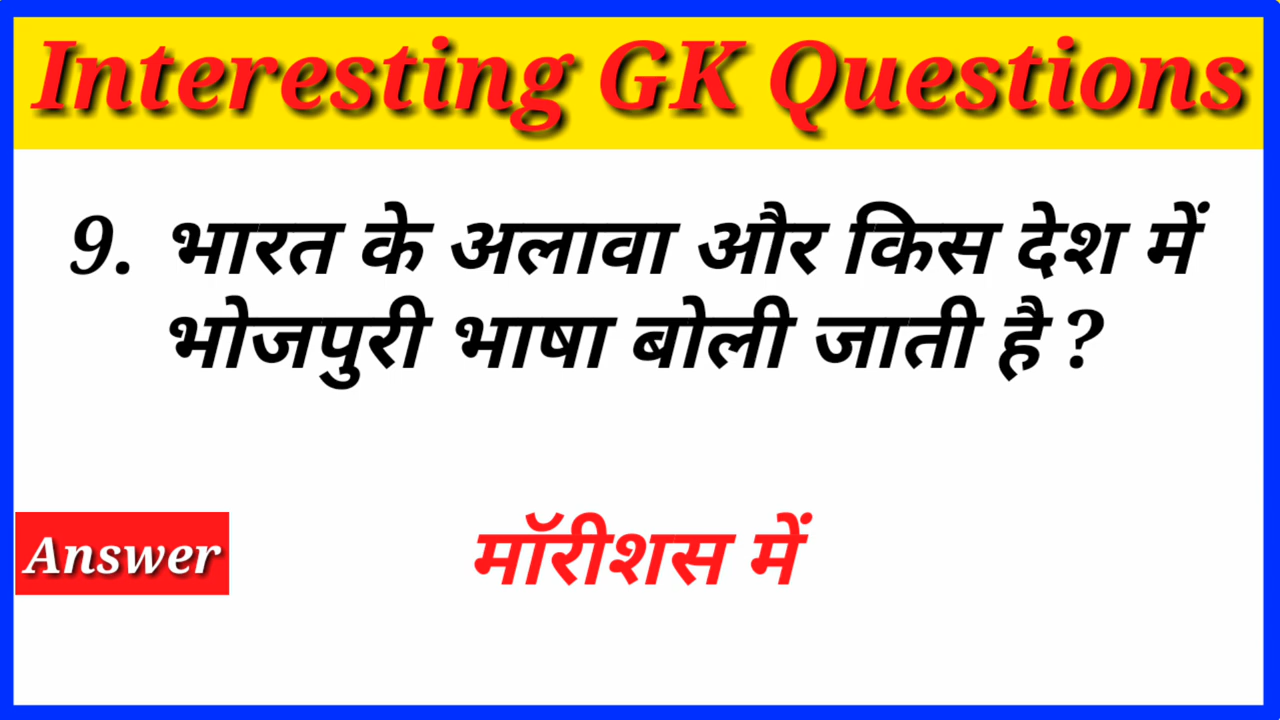 Interesting GK Questions
9. भारत के अलावा और किस देश में
भोजपुरी भाषा बोली जाती है ?
Answer
मॉरीशस में